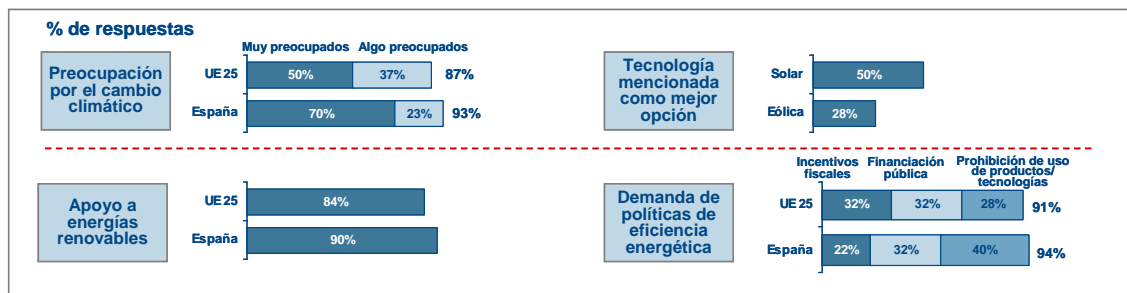 % de respuestas
Preocupación
por el cambio
climático
Muy preocupados Algo preocupados
UE 25 50% 37% 87%
España 70% 23% 93%
Tecnología
mencionada
como mejor
opción
Solar 50%
Eólica 28%
Apoyo a
energías
renovables
UE 25 84%
España 90%
Demanda de
políticas de
eficiencia
energética
Incentivos
fiscales
Financiación
pública
Prohibición de uso
de productos/
tecnologías
UE 25 32% 32% 28% 91%
España 22% 32% 40% 94%